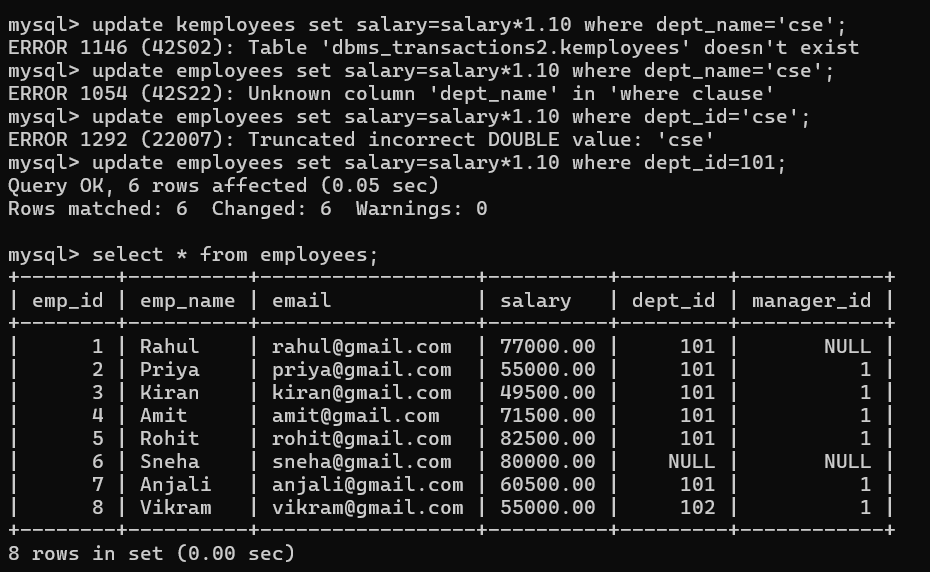 mysql> update kemployees set salary=salary*1.10 where dept_name='cse';
ERROR 1146 (42S02): Table 'dbms_transactions2.kemployees' doesn't exist
mysql> update employees set salary=salary*1.10 where dept_name='cse';
ERROR 1054 (42S22): Unknown column 'dept_name' in 'where clause'
mysql> update employees set salary=salary*1.10 where dept_id='cse';
ERROR 1292 (22007): Truncated incorrect DOUBLE value: 'cse'
mysql> update employees set salary=salary*1.10 where dept_id=101;
Query OK, 6 rows affected (0.05 sec)
Rows matched: 6  Changed: 6  Warnings: 0

mysql> select * from employees;
+--------+----------+------------------+----------+---------+------------+
| emp_id | emp_name | email            | salary   | dept_id | manager_id |
+--------+----------+------------------+----------+---------+------------+
|      1 | Rahul    | rahul@gmail.com  | 77000.00 |     101 |       NULL |
|      2 | Priya    | priya@gmail.com  | 55000.00 |     101 |          1 |
|      3 | Kiran    | kiran@gmail.com  | 49500.00 |     101 |          1 |
|      4 | Amit     | amit@gmail.com   | 71500.00 |     101 |          1 |
|      5 | Rohit    | rohit@gmail.com  | 82500.00 |     101 |          1 |
|      6 | Sneha    | sneha@gmail.com  | 80000.00 |    NULL |       NULL |
|      7 | Anjali   | anjali@gmail.com | 60500.00 |     101 |          1 |
|      8 | Vikram   | vikram@gmail.com | 55000.00 |     102 |          1 |
+--------+----------+------------------+----------+---------+------------+
8 rows in set (0.00 sec)